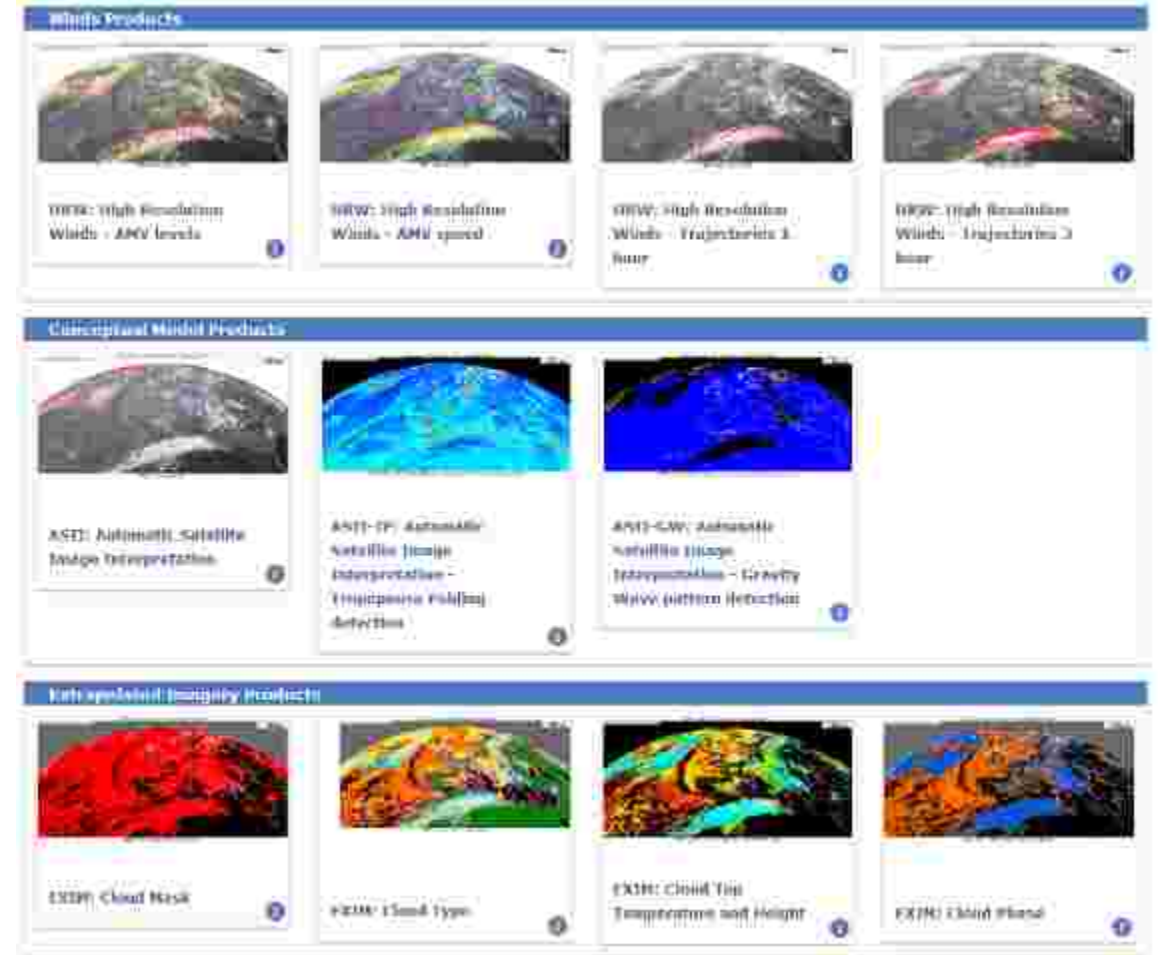 Winds Products
HRW: High Resolution
Winds - AMV levels
HRW: High Resolution
Winds - AMV speed
HRW: High Resolution
Winds - Trajectories 1
hour
HRW: High Resolution
Winds - Trajectories 3
hour
Conceptual Model Products
ASII: Automatic Satellite
Image Interpretation
ASII-TF: Automatic
Satellite Image
Interpretation -
Tropopause Folding
detection
ASII-GW: Automatic
Satellite Image
Interpretation - Gravity
Wave pattern detection
Extrapolated Imagery Products
EXIM: Cloud Mask
EXIM: Cloud Type
EXIM: Cloud Top
Temperature and Height
EXIM: Cloud Phase